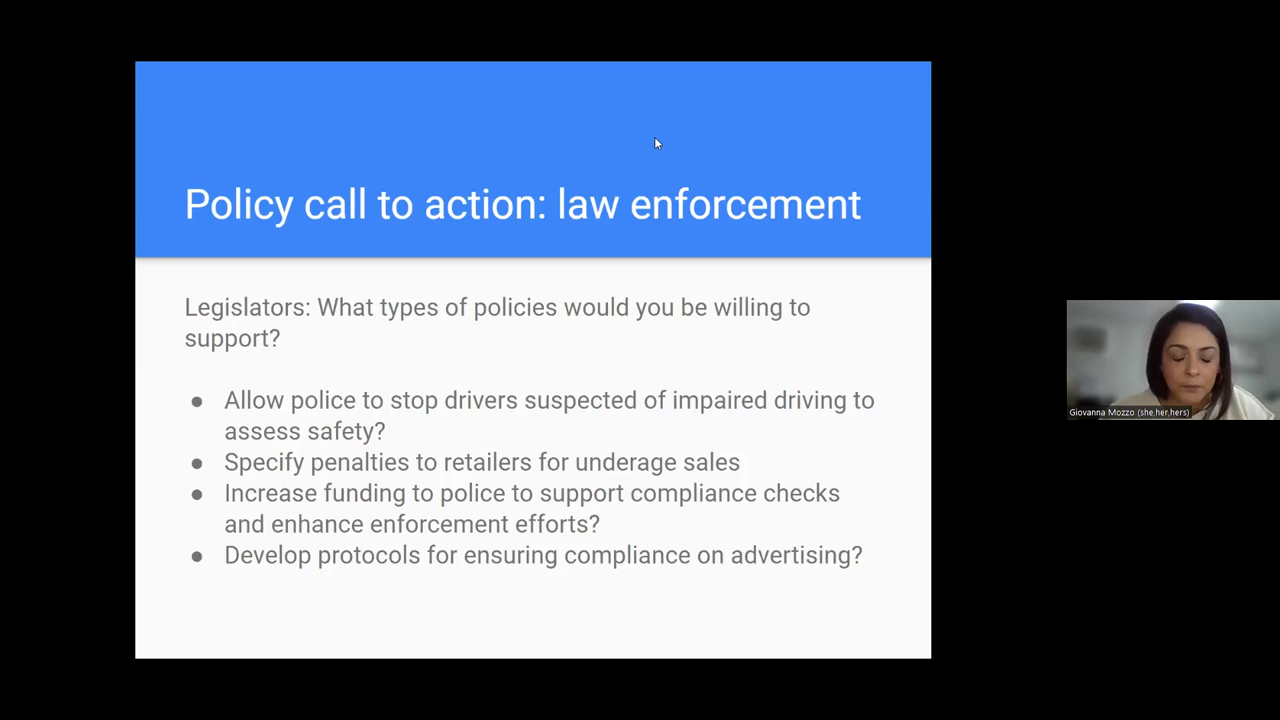 Policy call to action: law enforcement
Legislators: What types of policies would you be willing to
support?
● Allow police to stop drivers suspected of impaired driving to
assess safety?
● Specify penalties to retailers for underage sales
● Increase funding to police to support compliance checks
and enhance enforcement efforts?
● Develop protocols for ensuring compliance on advertising?
Giovanna Mozzo (she,her,hers)